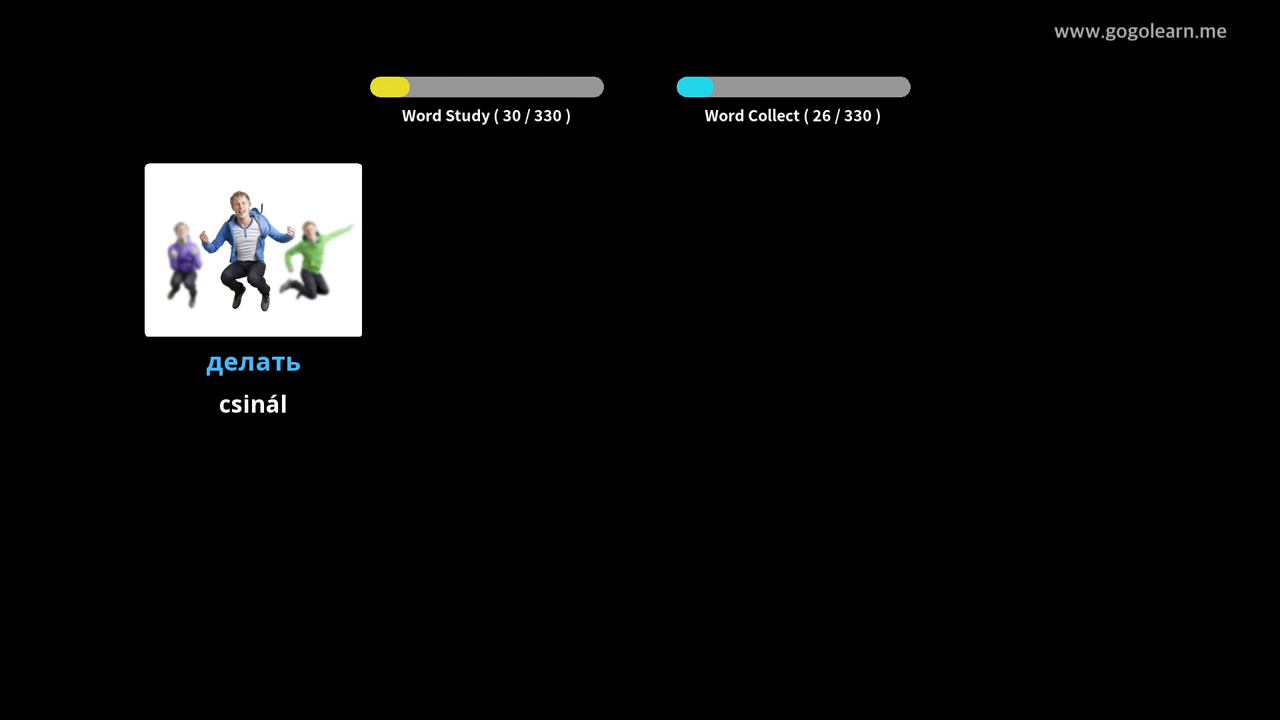 www.gogolearn.me
Word Study ( 30 / 330 )
Word Collect ( 26 / 330 )
делать
csinál